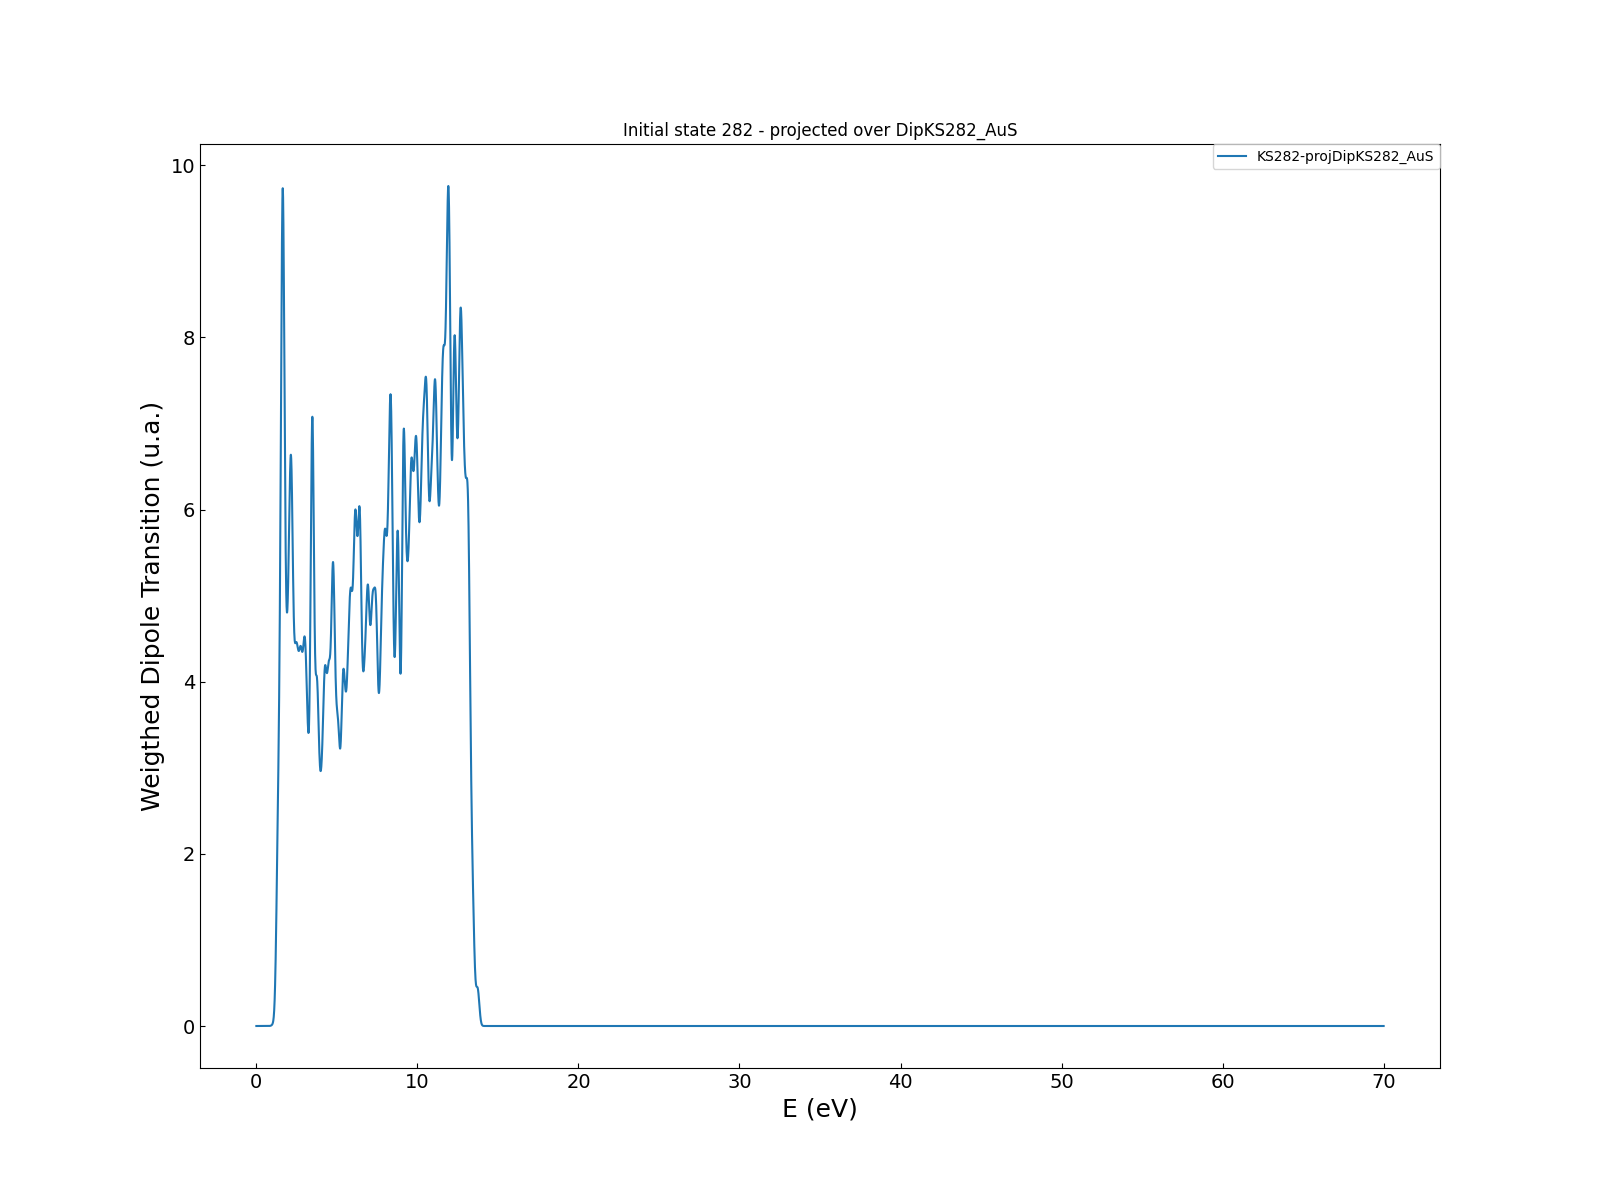 Initial state 282 - projected over DipKS282_AuS
KS282-projDipKS282_AuS
10
8
6
4
2
0
Weigthed Dipole Transition (u.a.)
0 10 20 30 40 50 60 70
E (eV)